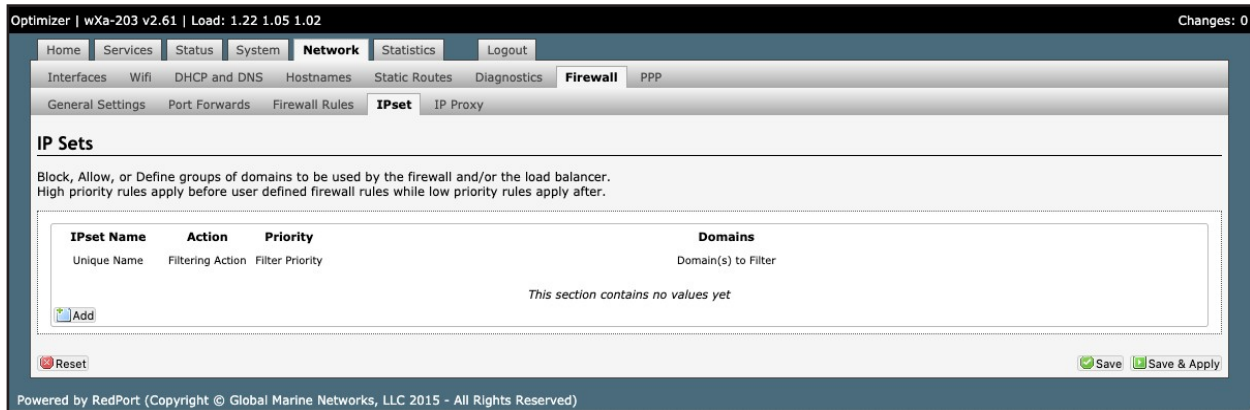 Optimizer | wXa-203 v2.61 | Load: 1.22 1.05 1.02 Changes: 0
Home Services Status System Network Statistics Logout
Interfaces Wifi DHCP and DNS Hostnames Static Routes Diagnostics Firewall PPP
General Settings Port Forwards Firewall Rules IPset IP Proxy
IP Sets
Block, Allow, or Define groups of domains to be used by the firewall and/or the load balancer.
High priority rules apply before user defined firewall rules while low priority rules apply after.
IPset Name Action Priority Domains
Unique Name Filtering Action Filter Priority Domain(s) to Filter
This section contains no values yet
Add
Reset Save Save & Apply
Powered by RedPort (Copyright © Global Marine Networks, LLC 2015 - All Rights Reserved)